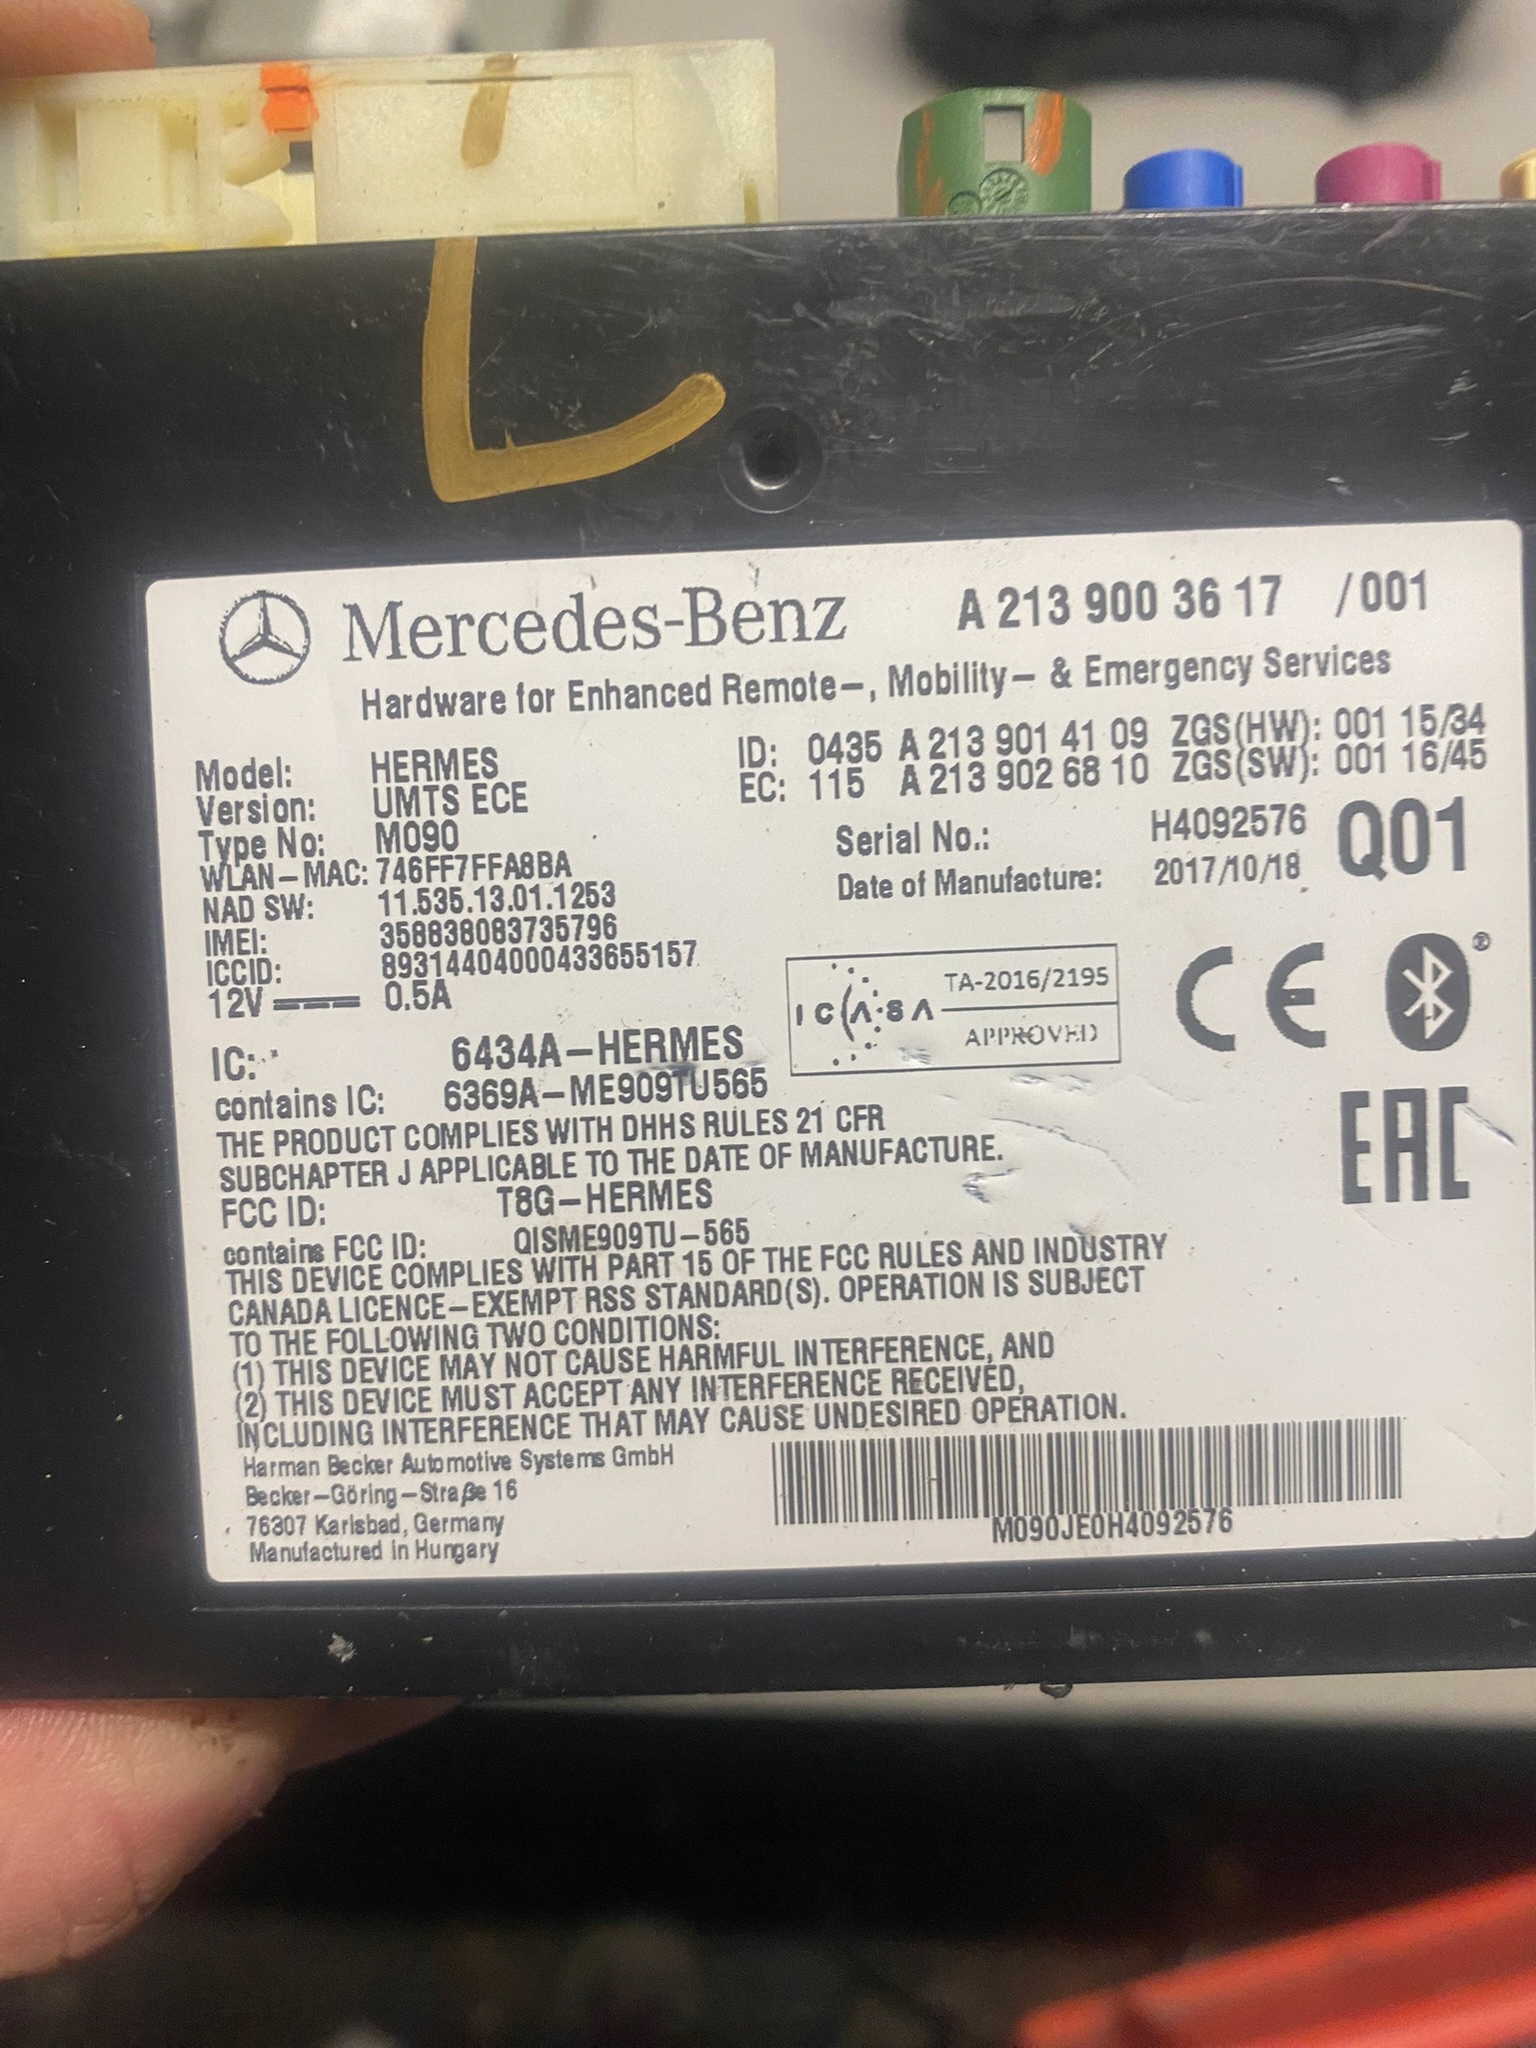 Mercedes-Benz A 213 900 36 17 /001
Hardware for Enhanced Remote-, Mobility- & Emergency Services
Model: HERMES ID: 0435 A 213 901 41 09 ZGS(HW): 001 15/34
Version: UMTS ECE EC: 115 A 213 902 68 10 ZGS(SW): 001 16/45
Type No: M090 Serial No.: H4092576 Q01
WLAN-MAC: 746FF7FFA8BA Date of Manufacture: 2017/10/18
NAD SW: 11.535.13.01.1253
IMEI: 358838083735796
ICCID: 89314404000433655157
12V 0.5A
ICASA TA-2016/2195
APPROVED
CE
EAC
IC: 6434A-HERMES
contains IC: 6369A-ME909TU565
THE PRODUCT COMPLIES WITH DHHS RULES 21 CFR
SUBCHAPTER J APPLICABLE TO THE DATE OF MANUFACTURE.
FCC ID: T8G-HERMES
contains FCC ID: QISME909TU-565
THIS DEVICE COMPLIES WITH PART 15 OF THE FCC RULES AND INDUSTRY
CANADA LICENCE-EXEMPT RSS STANDARD(S). OPERATION IS SUBJECT
TO THE FOLLOWING TWO CONDITIONS:
(1) THIS DEVICE MAY NOT CAUSE HARMFUL INTERFERENCE, AND
(2) THIS DEVICE MUST ACCEPT ANY INTERFERENCE RECEIVED,
INCLUDING INTERFERENCE THAT MAY CAUSE UNDESIRED OPERATION.
Harman Becker Automotive Systems GmbH
Becker-Göring-Straße 16
76307 Karlsbad, Germany
Manufactured in Hungary
M090JE0H4092576